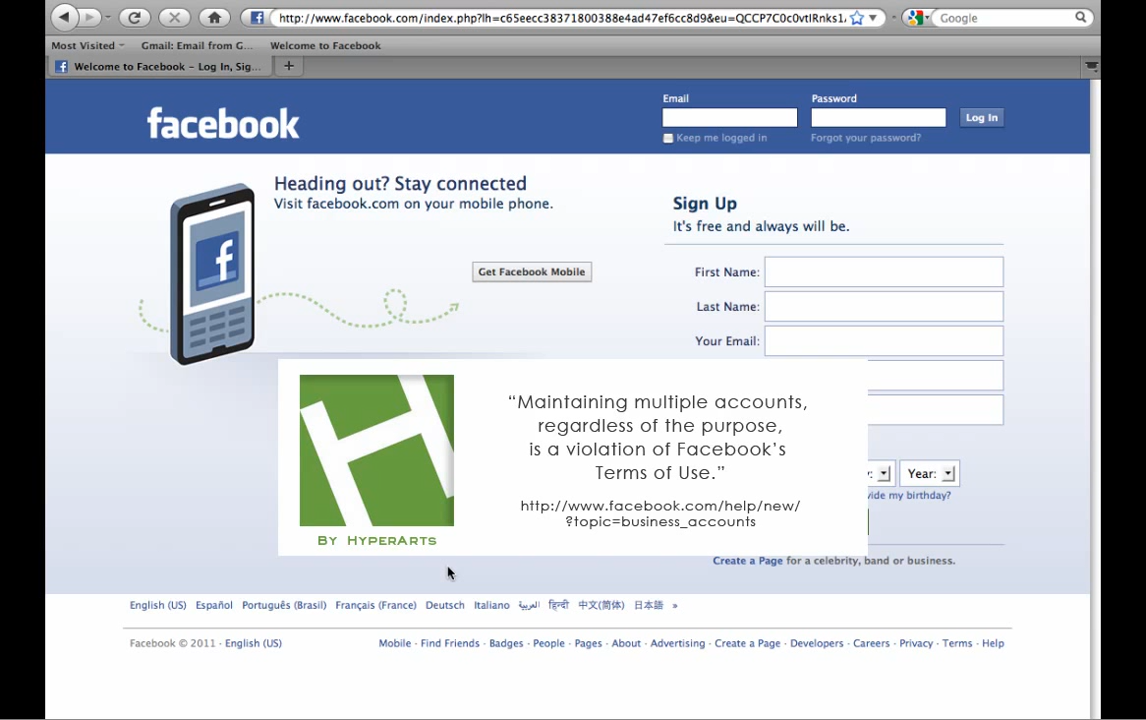 http://www.facebook.com/index.php?lh=c65eecc38371800388e4ad47ef6cc8d9&eu=QCCP7C0c0vtIRnks1
Google
Most Visited
Gmail: Email from G...
Welcome to Facebook
Welcome to Facebook – Log In, Sig...
facebook
Email
Password
Log In
Keep me logged in
Forgot your password?
Heading out? Stay connected
Visit facebook.com on your mobile phone.
Get Facebook Mobile
Sign Up
It's free and always will be.
First Name:
Last Name:
Your Email:
Year:
Create a Page for a celebrity, band or business.
“Maintaining multiple accounts,
regardless of the purpose,
is a violation of Facebook’s
Terms of Use.”
http://www.facebook.com/help/new/
?topic=business_accounts
By HyperArts
English (US) Español Português (Brasil) Français (France) Deutsch Italiano العربية हिन्दी 中文(简体) 日本語 »
Facebook © 2011 · English (US)
Mobile · Find Friends · Badges · People · Pages · About · Advertising · Create a Page · Developers · Careers · Privacy · Terms · Help